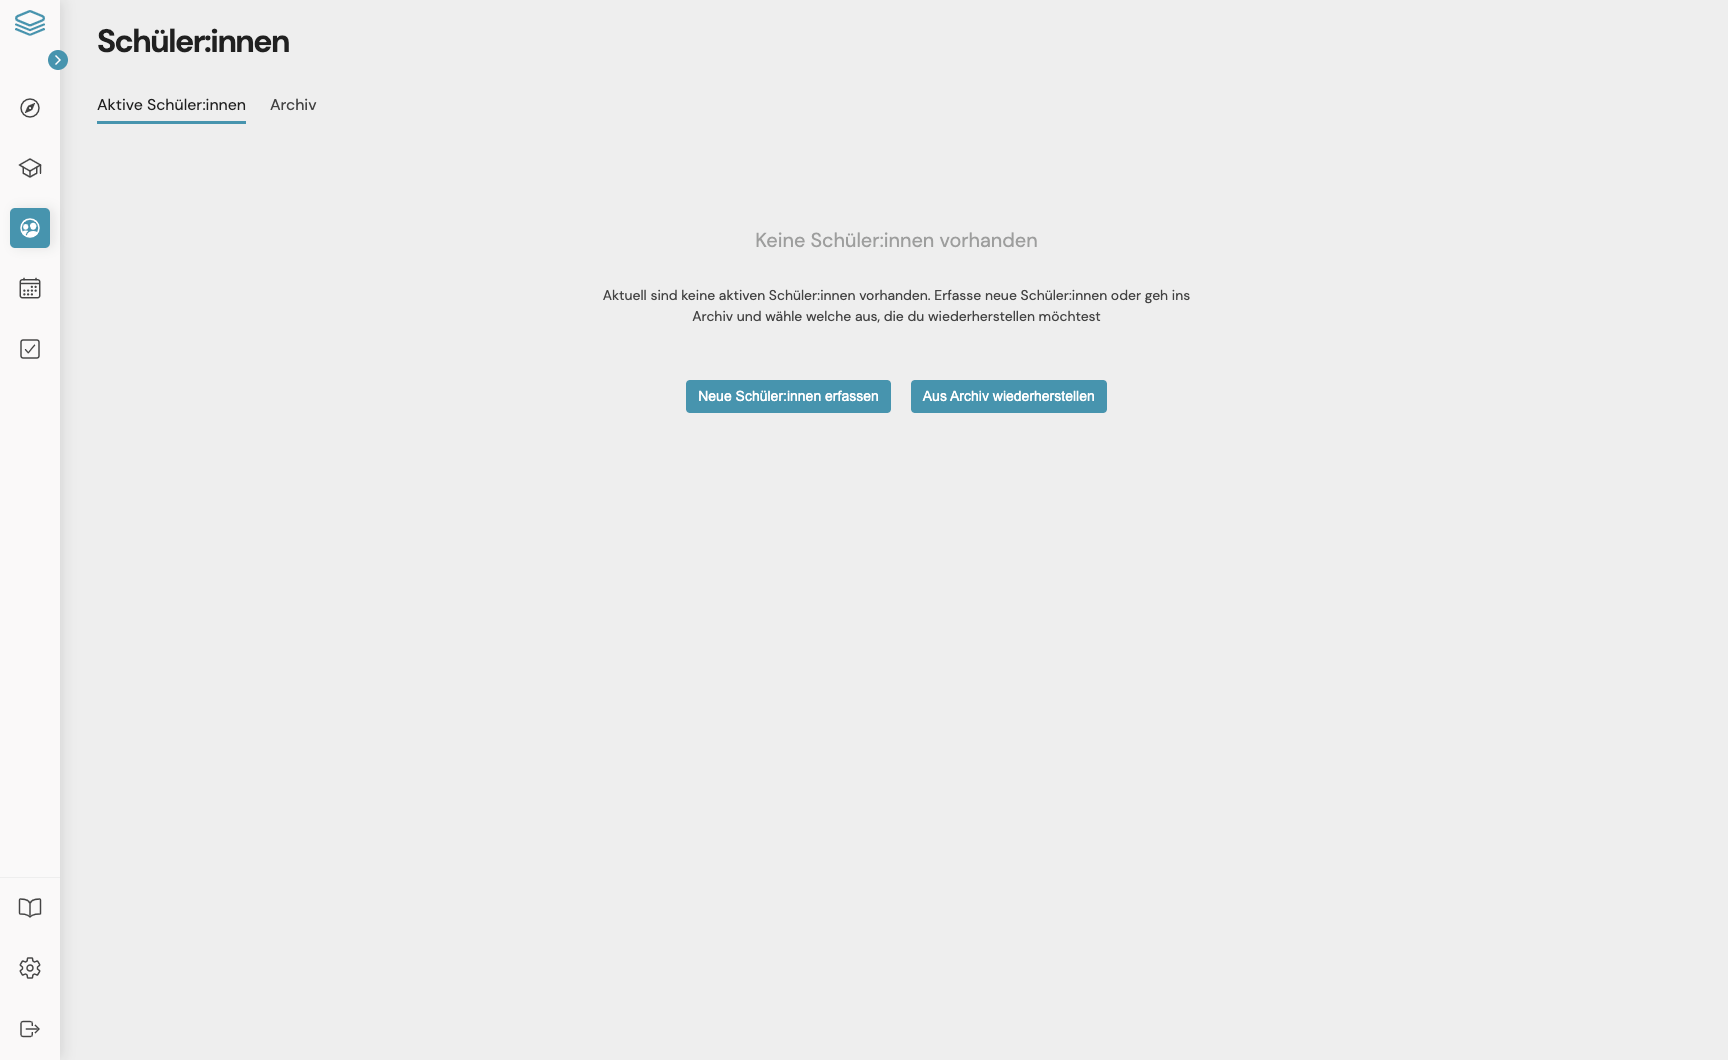 Schüler:innen
Aktive Schüler:innen
Archiv
Keine Schüler:innen vorhanden
Aktuell sind keine aktiven Schüler:innen vorhanden. Erfasse neue Schüler:innen oder geh ins
Archiv und wähle welche aus, die du wiederherstellen möchtest
Neue Schüler:innen erfassen
Aus Archiv wiederherstellen